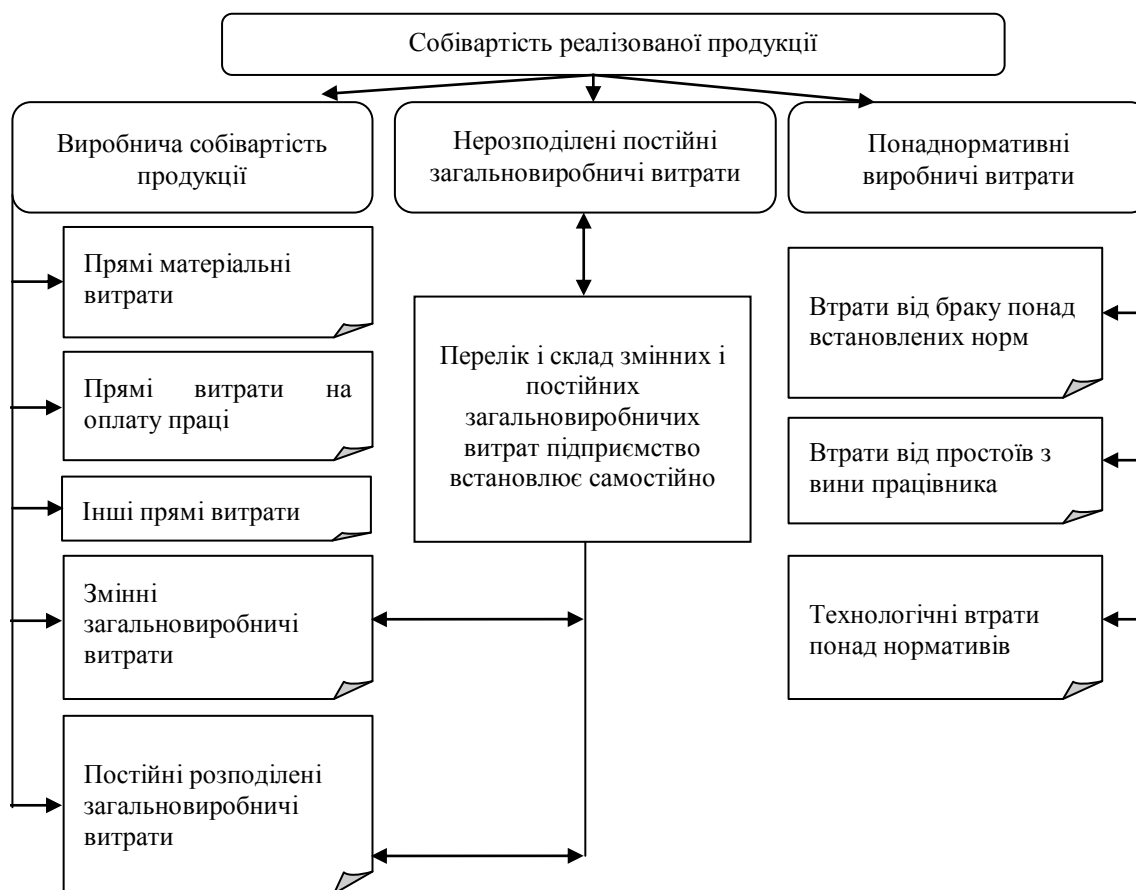 Собівартість реалізованої продукції
Виробнича собівартість
продукції
Нерозподілені постійні
загальновиробничі витрати
Понаднормативні
виробничі витрати
Прямі матеріальні
витрати
Прямі витрати на
оплату праці
Інші прямі витрати
Змінні
загальновиробничі
витрати
Постійні розподілені
загальновиробничі
витрати
Перелік і склад змінних і
постійних
загальновиробничих
витрат підприємство
встановлює самостійно
Втрати від браку понад
встановлених норм
Втрати від простоїв з
вини працівника
Технологічні втрати
понад нормативів